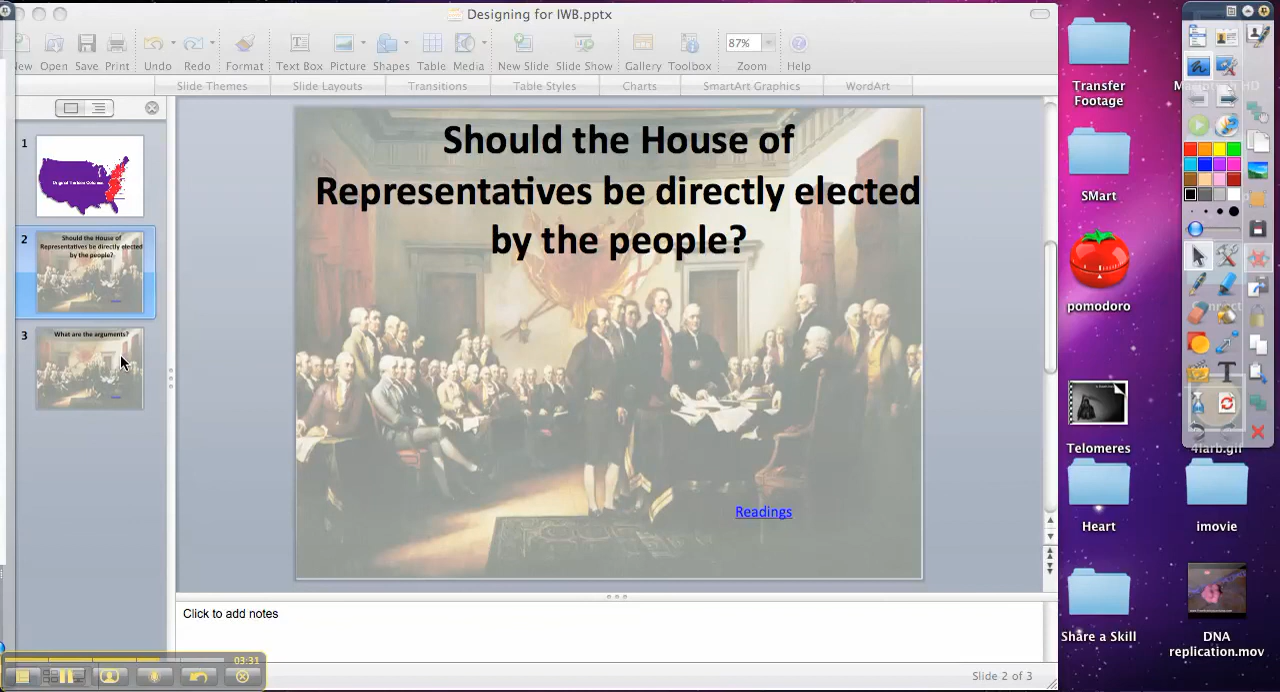 Designing for IWB.pptx
New Open Save Print Undo Redo Format Text Box Picture Shapes Table Media New Slide Slide Show Gallery Toolbox Zoom Help
87%
Slide Themes Slide Layouts Transitions Table Styles Charts SmartArt Graphics WordArt
1
2
Should the House of
Representatives be directly elected
by the people?
3
What are the arguments?
Should the House of
Representatives be directly elected
by the people?
Readings
Click to add notes
03:31
Slide 2 of 3
Transfer
Footage
SMart
pomodoro
Telomeres
41arb.gif
Heart
imovie
Share a Skill
DNA
replication.mov